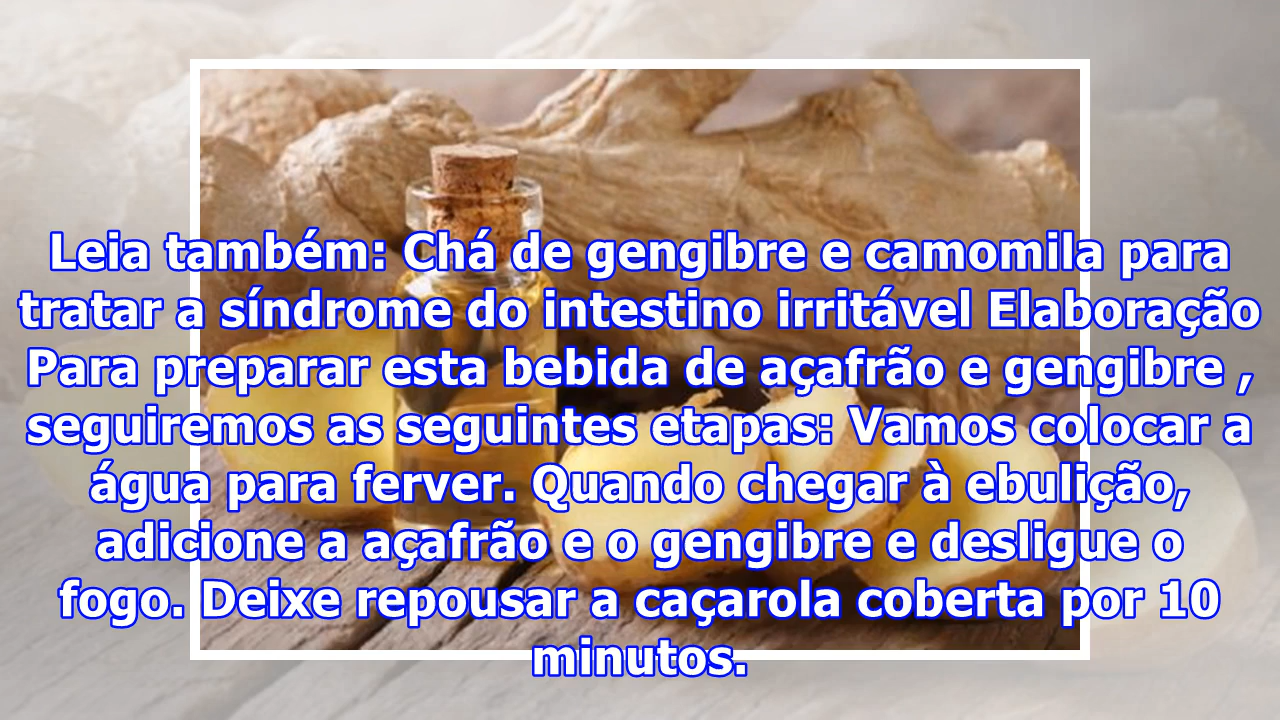 Leia também: Chá de gengibre e camomila para
tratar a síndrome do intestino irritável Elaboração
Para preparar esta bebida de açafrão e gengibre ,
seguiremos as seguintes etapas: Vamos colocar a
água para ferver. Quando chegar à ebulição,
adicione a açafrão e o gengibre e desligue o
fogo. Deixe repousar a caçarola coberta por 10
minutos.